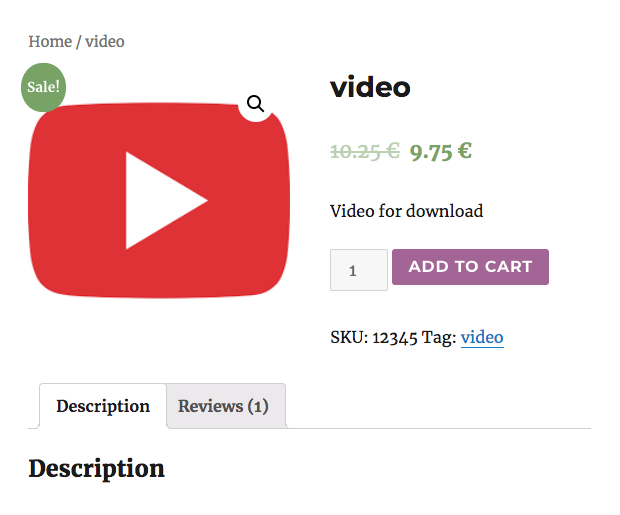 Home / video
Sale!
video
10.25 € 9.75 €
Video for download
1 ADD TO CART
SKU: 12345 Tag: video
Description Reviews (1)
Description